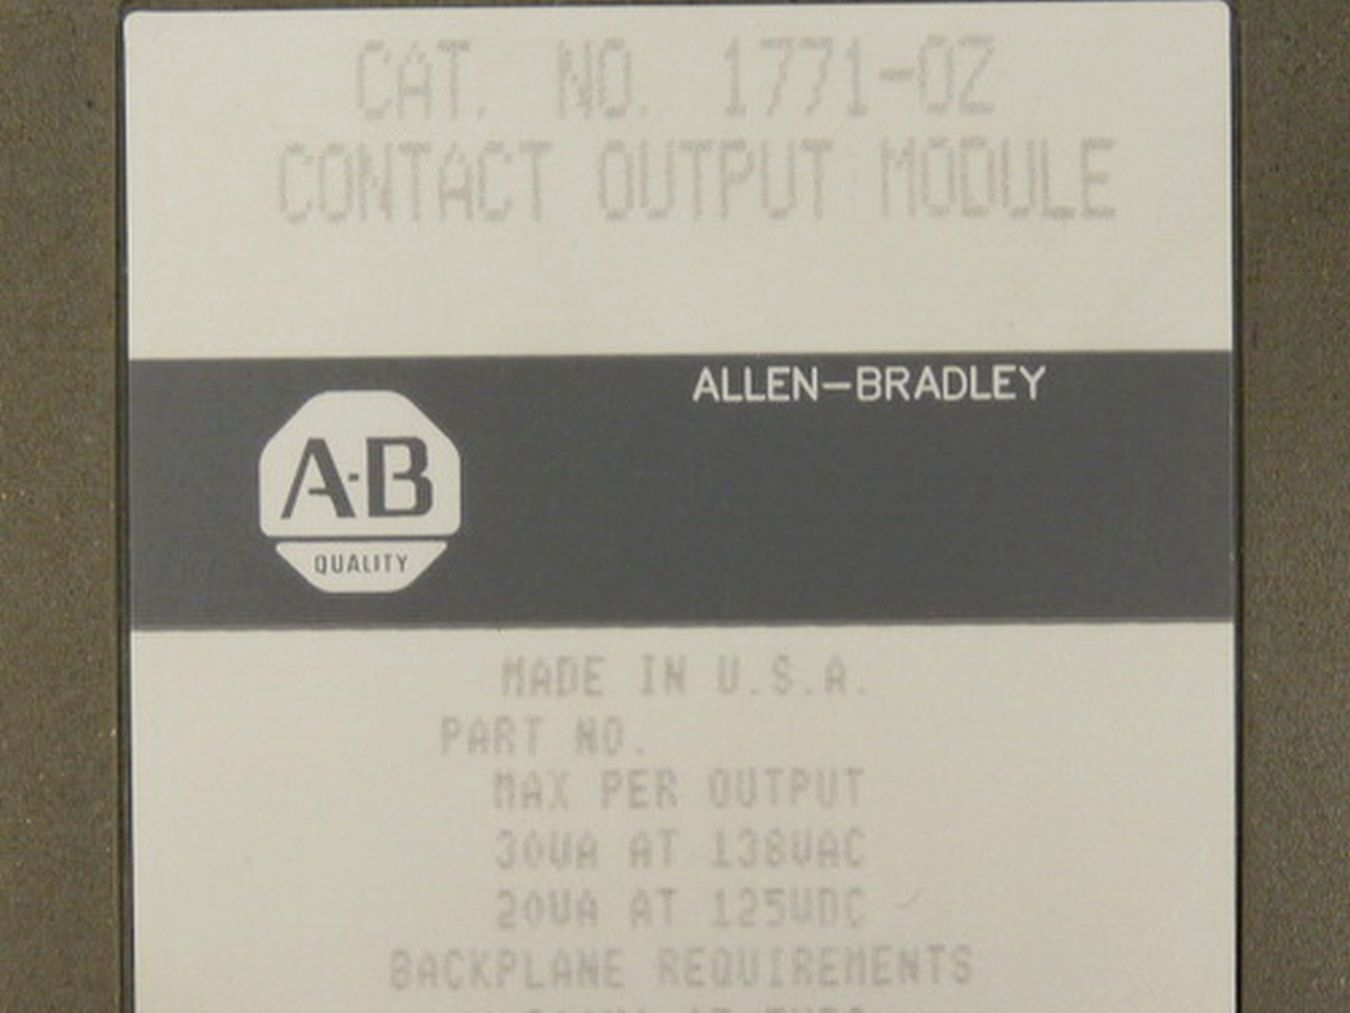 CAT. NO. 1771-OZ
CONTACT OUTPUT MODULE
ALLEN-BRADLEY
A-B
QUALITY
MADE IN U.S.A.
PART NO.
MAX PER OUTPUT
30VA AT 138VAC
20VA AT 125VDC
BACKPLANE REQUIREMENTS